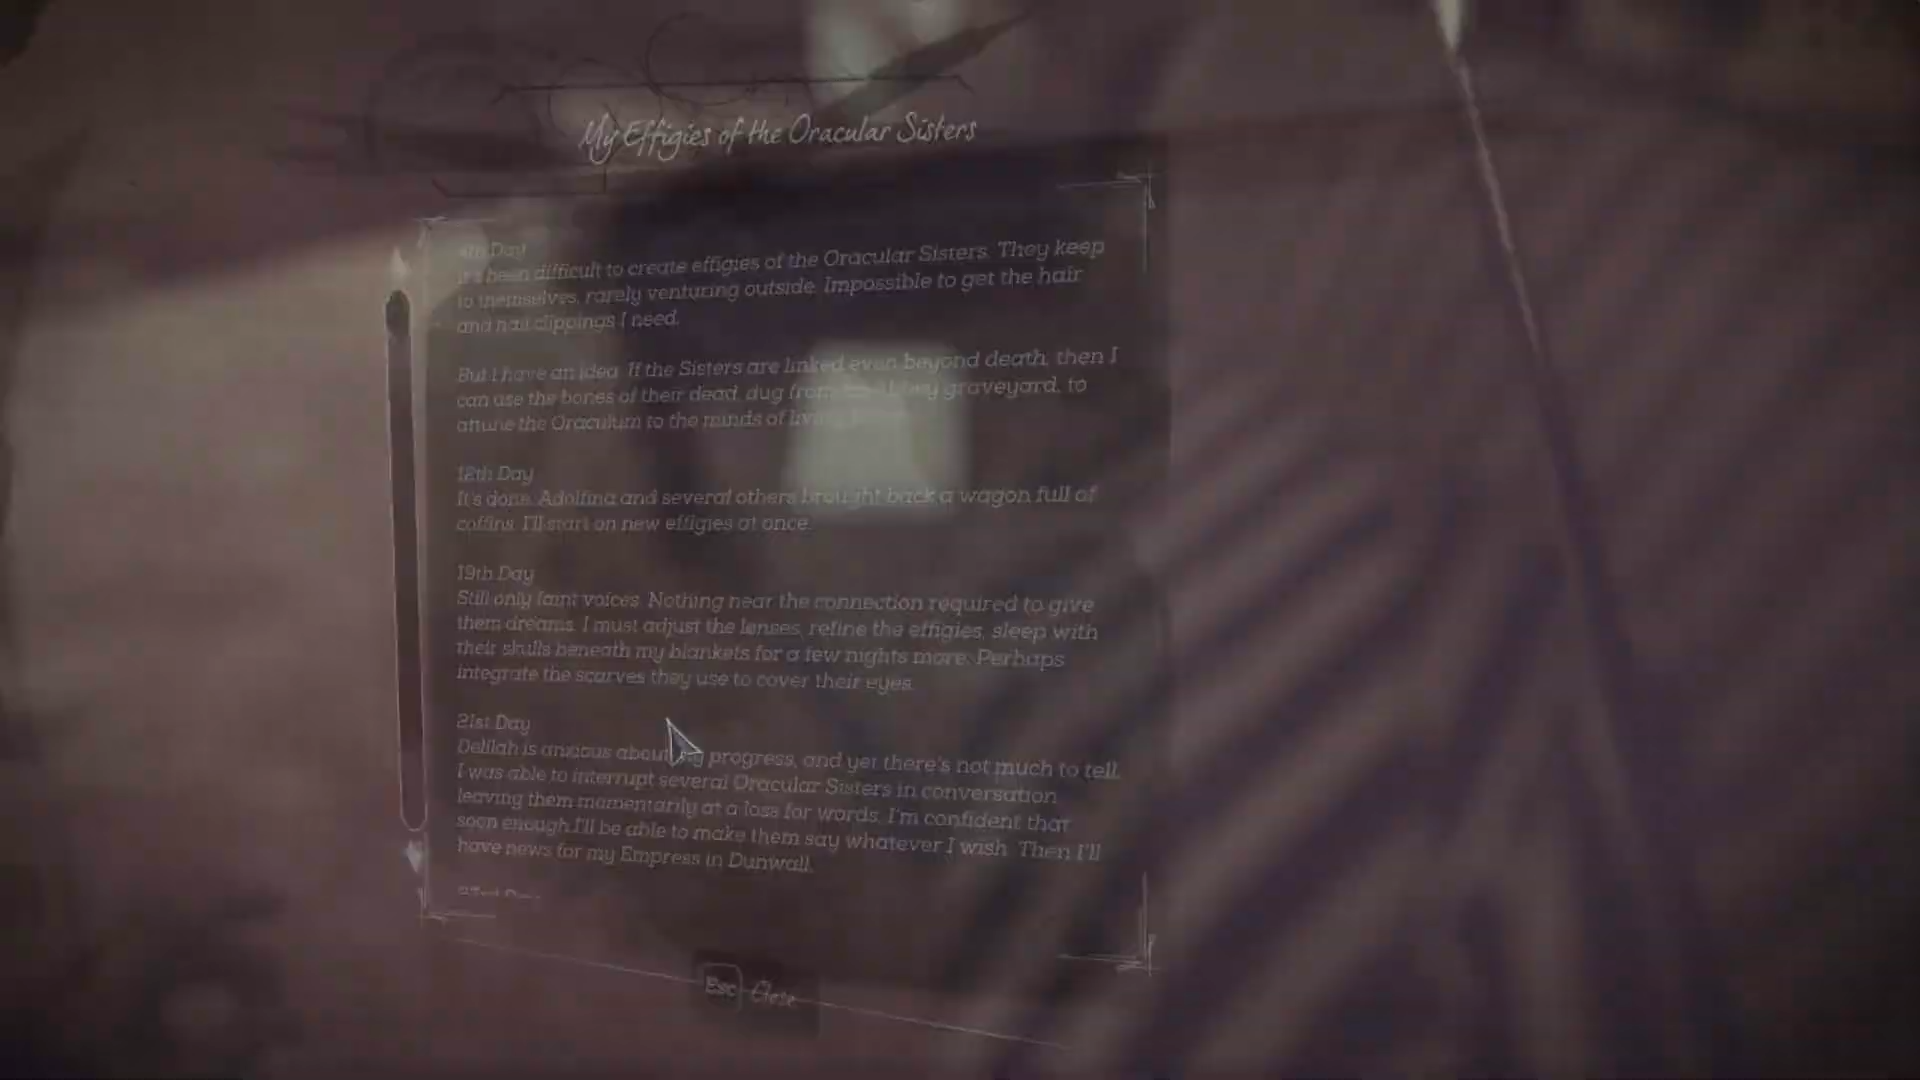 My Effigies of the Oracular Sisters
4th Day
It's been difficult to create effigies of the Oracular Sisters. They keep
to themselves, rarely venturing outside. Impossible to get the hair
and nail clippings I need.
But I have an idea. If the Sisters are linked even beyond death, then I
can use the bones of their dead, dug from graveyard, to
attune the Oraculum to the minds of living
12th Day
It's done. Adolfina and several others brought back a wagon full of
coffins. I'll start on new effigies at once.
19th Day
Still only faint voices. Nothing near the connection required to give
them dreams. I must adjust the lenses, refine the effigies, sleep with
their skulls beneath my blankets for a few nights more. Perhaps
integrate the scarves they use to cover their eyes.
21st Day
Delilah is anxious about my progress, and yet there's not much to tell.
I was able to interrupt several Oracular Sisters in conversation
leaving them momentarily at a loss for words. I'm confident that
soon enough I'll be able to make them say whatever I wish. Then I'll
have news for my Empress in Dunwall.
Esc Close